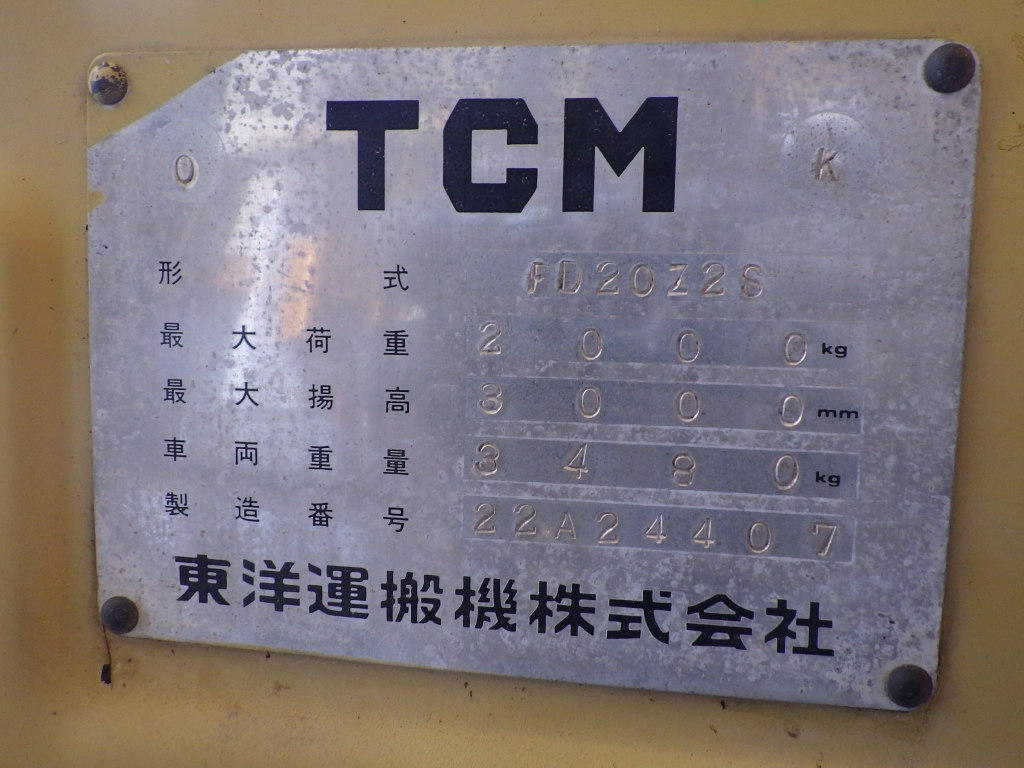 TCM
O K
形式 FD20Z2S
最大荷重 2000 kg
最大揚高 3000 mm
車両重量 3480 kg
製造番号 22A24407
東洋運搬機株式会社